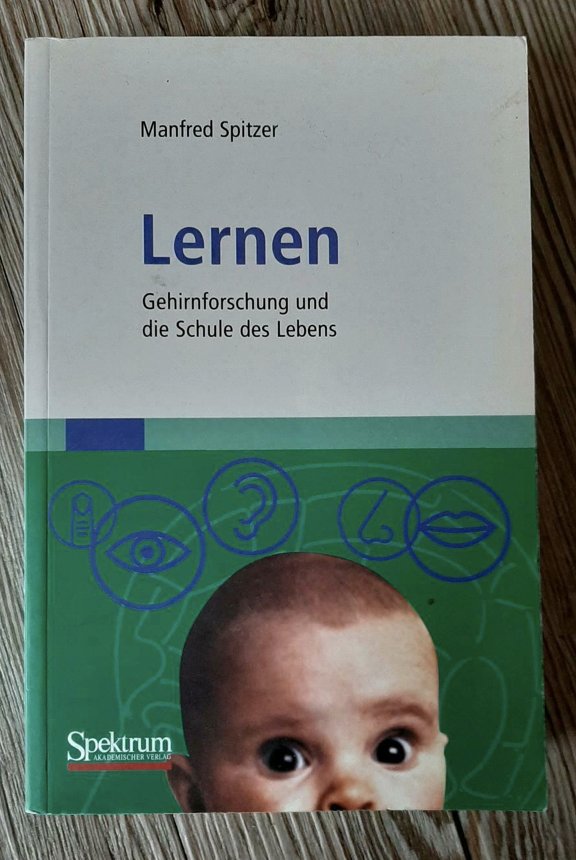 Manfred Spitzer
Lernen
Gehirnforschung und
die Schule des Lebens
Spektrum
AKADEMISCHER VERLAG